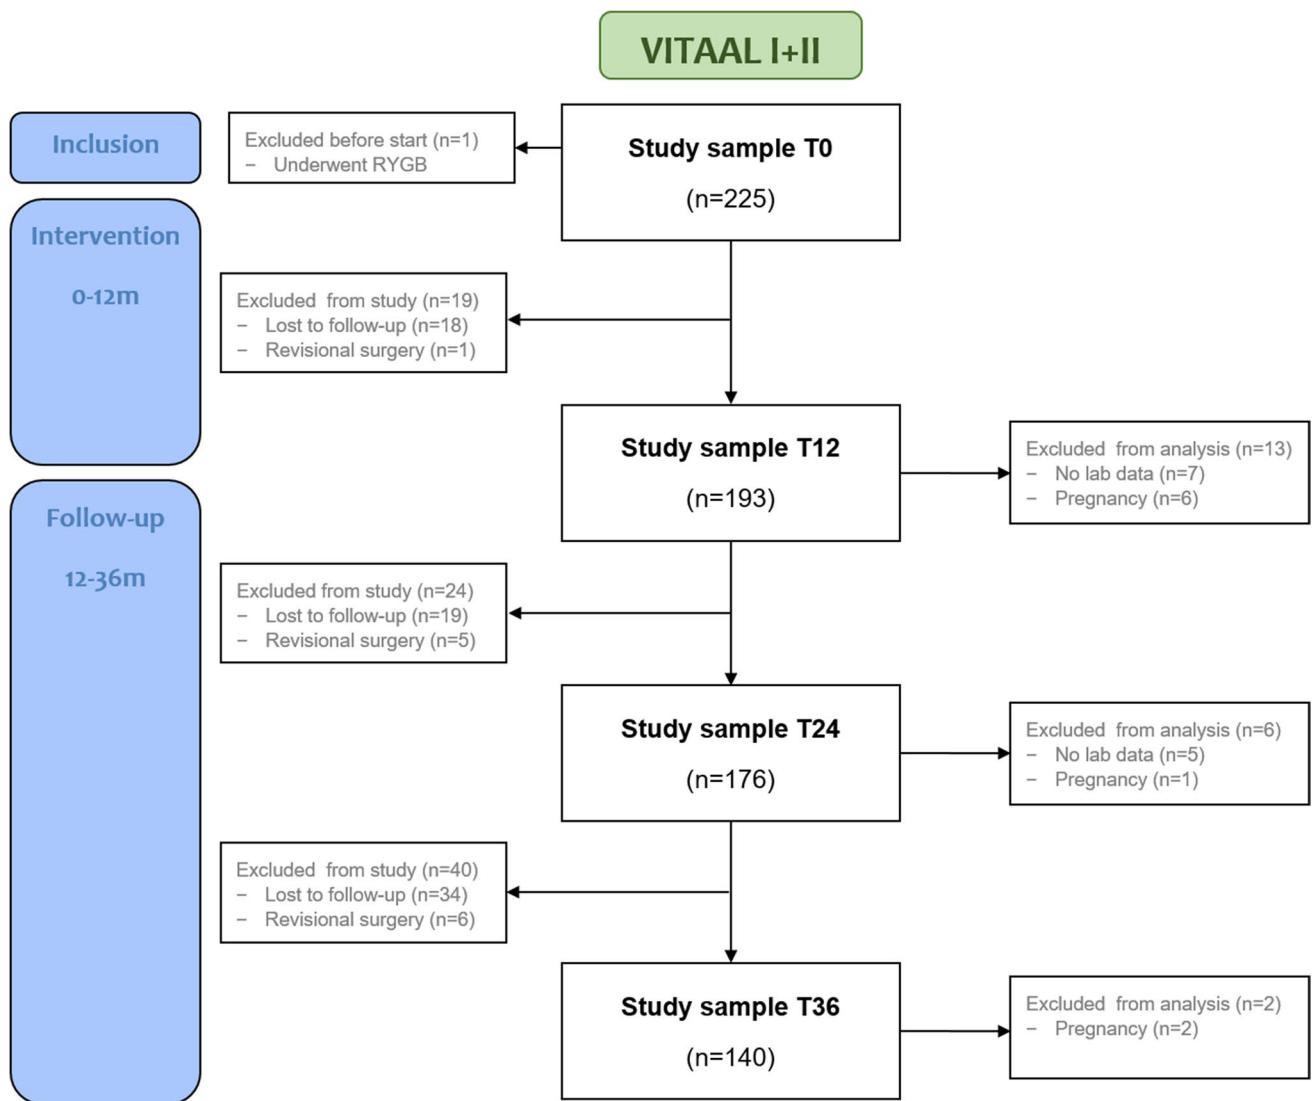 VITAAL I+II
Inclusion
Excluded before start (n=1)
− Underwent RYGB
Study sample T0
(n=225)
Intervention
0-12m
Excluded from study (n=19)
− Lost to follow-up (n=18)
− Revisional surgery (n=1)
Study sample T12
(n=193)
Excluded from analysis (n=13)
− No lab data (n=7)
− Pregnancy (n=6)
Follow-up
12-36m
Excluded from study (n=24)
− Lost to follow-up (n=19)
− Revisional surgery (n=5)
Study sample T24
(n=176)
Excluded from analysis (n=6)
− No lab data (n=5)
− Pregnancy (n=1)
Excluded from study (n=40)
− Lost to follow-up (n=34)
− Revisional surgery (n=6)
Study sample T36
(n=140)
Excluded from analysis (n=2)
− Pregnancy (n=2)